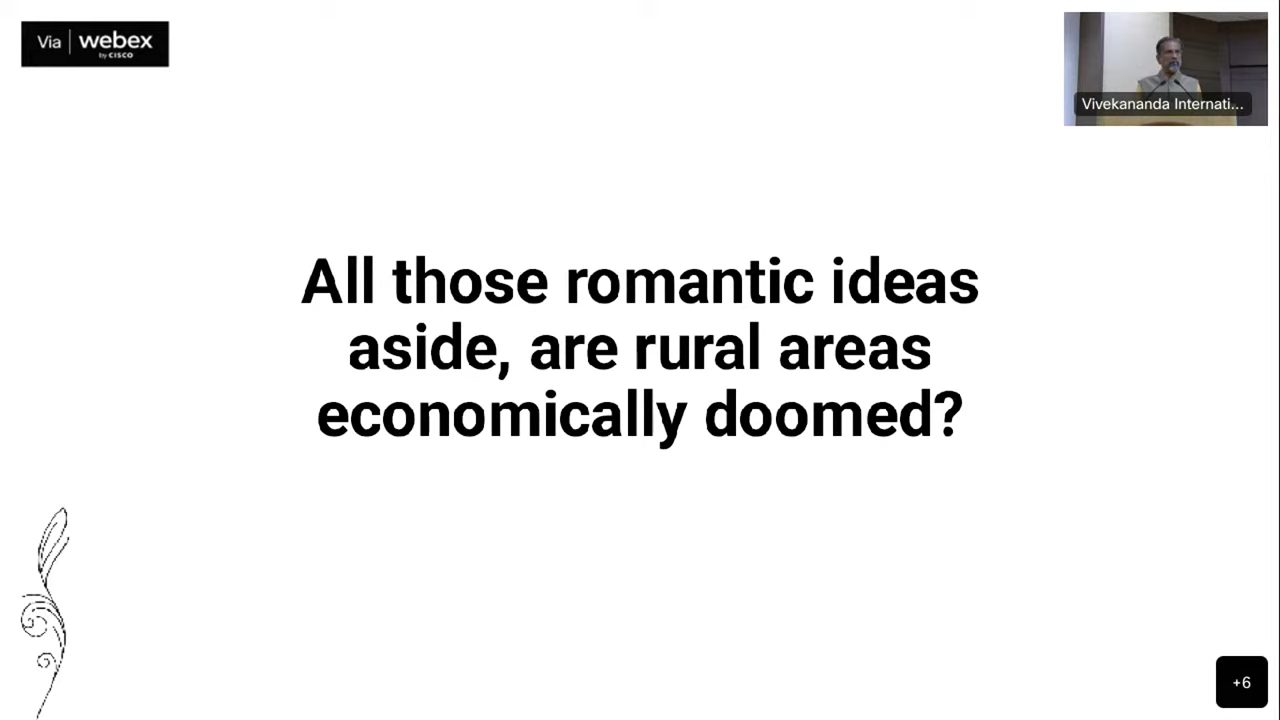 Via | webex
by CISCO
Vivekananda Internati...
All those romantic ideas
aside, are rural areas
economically doomed?
+6